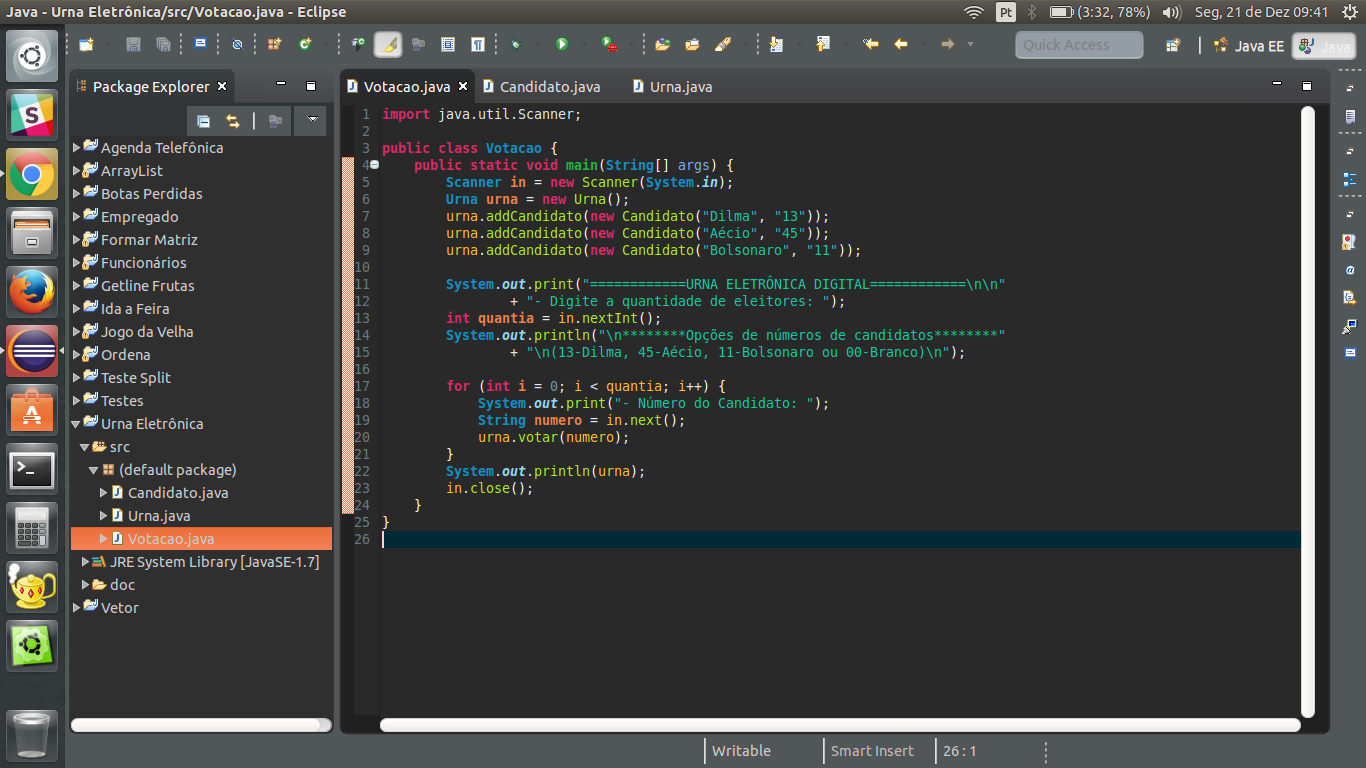 Java - Urna Eletrônica/src/Votacao.java - Eclipse
Pt
(3:32, 78%)
Seg, 21 de Dez 09:41
Quick Access
Java EE
Java
Package Explorer
Votacao.java
Candidato.java
Urna.java
Agenda Telefônica
ArrayList
Botas Perdidas
Empregado
Formar Matriz
Funcionários
Getline Frutas
Ida a Feira
Jogo da Velha
Ordena
Teste Split
Testes
Urna Eletrônica
src
(default package)
Candidato.java
Urna.java
Votacao.java
JRE System Library [JavaSE-1.7]
doc
Vetor
1 import java.util.Scanner;
2
3 public class Votacao {
4 public static void main(String[] args) {
5 Scanner in = new Scanner(System.in);
6 Urna urna = new Urna();
7 urna.addCandidato(new Candidato("Dilma", "13"));
8 urna.addCandidato(new Candidato("Aécio", "45"));
9 urna.addCandidato(new Candidato("Bolsonaro", "11"));
10
11 System.out.print("============URNA ELETRÔNICA DIGITAL============\n\n"
12 + "- Digite a quantidade de eleitores: ");
13 int quantia = in.nextInt();
14 System.out.println("\n********Opções de números de candidatos********"
15 + "\n(13-Dilma, 45-Aécio, 11-Bolsonaro ou 00-Branco)\n");
16
17 for (int i = 0; i < quantia; i++) {
18 System.out.print("- Número do Candidato: ");
19 String numero = in.next();
20 urna.votar(numero);
21 }
22 System.out.println(urna);
23 in.close();
24 }
25 }
26
Writable
Smart Insert
26 : 1